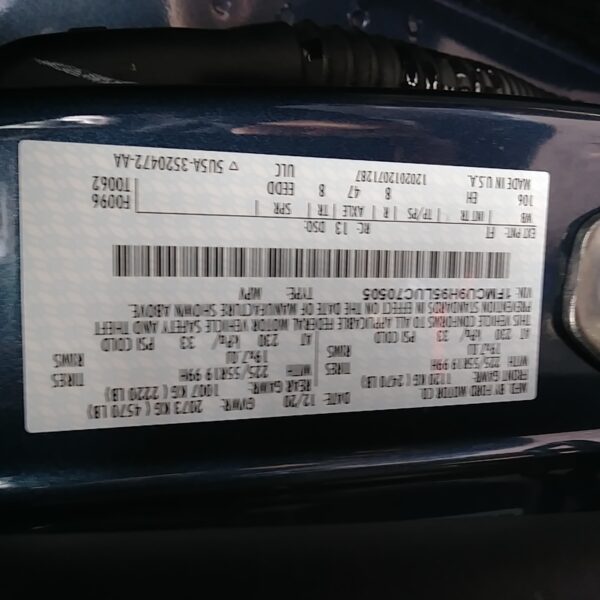 MFD. BY FORD MOTOR CO.
DATE: 12/20
GVWR: 2073 KG ( 4570 LB)
FRONT GAWR: 1120 KG ( 2470 LB)
REAR GAWR: 1007 KG ( 2220 LB)
WITH 225/55R19 99H TIRES
WITH 225/55R19 99H TIRES
19x7.0J RIMS
19x7.0J RIMS
AT 230 kPa/ 33 PSI COLD
AT 230 kPa/ 33 PSI COLD
THIS VEHICLE CONFORMS TO ALL APPLICABLE FEDERAL MOTOR VEHICLE SAFETY AND THEFT
PREVENTION STANDARDS IN EFFECT ON THE DATE OF MANUFACTURE SHOWN ABOVE.
VIN: 1FMCU9H95LUC70505
TYPE: MPV
EXT PNT: FT
RC: 13 DSO:
F0096
WB INT TR TP/PS R AXLE TR SPR
T0062
106 EH 8 47 8 EEDD
MADE IN U.S.A. 120201207128​7 ULC
▽ 5U5A-3520472-AA